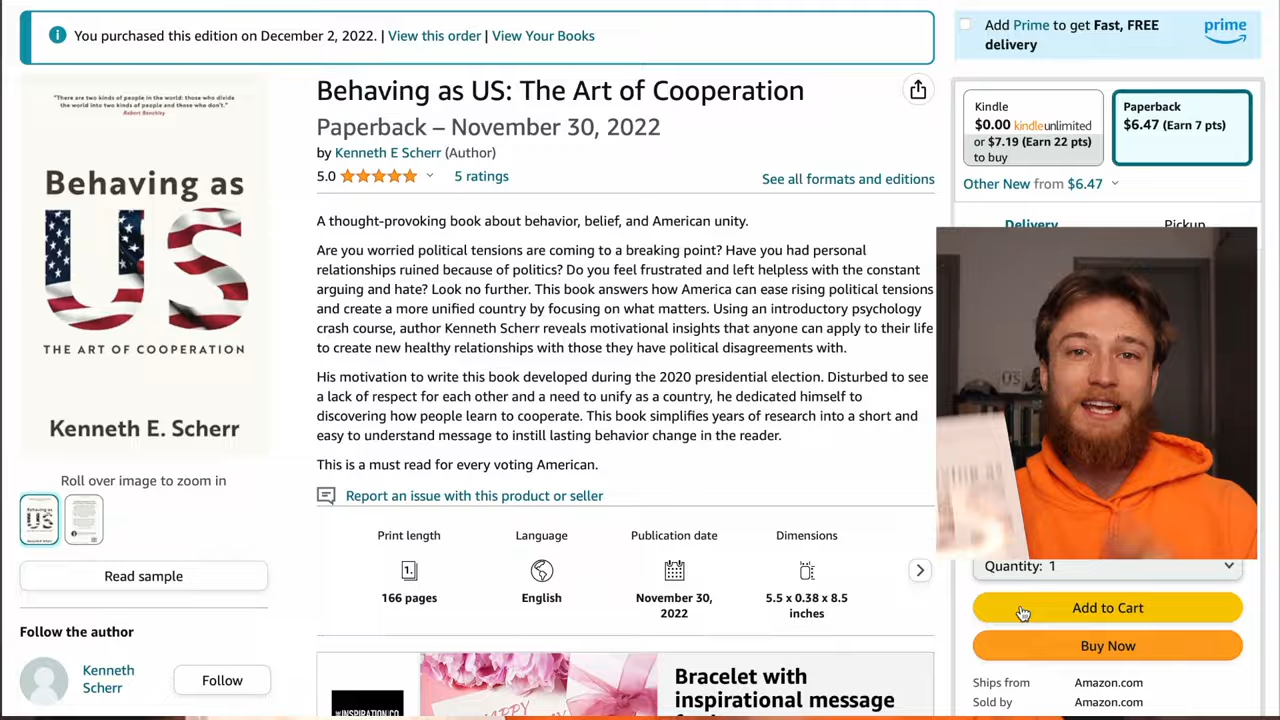 You purchased this edition on December 2, 2022. | View this order | View Your Books
Add Prime to get Fast, FREE
delivery
prime
"There are two kinds of people in the world: those who divide
the world into two kinds of people and those who don't."
Robert Benchley
Behaving as
US
THE ART OF COOPERATION
Kenneth E. Scherr
Roll over image to zoom in
Read sample
Follow the author
Kenneth
Scherr
Follow
Behaving as US: The Art of Cooperation
Paperback – November 30, 2022
by Kenneth E Scherr (Author)
5.0
5 ratings
See all formats and editions
A thought-provoking book about behavior, belief, and American unity.
Are you worried political tensions are coming to a breaking point? Have you had personal
relationships ruined because of politics? Do you feel frustrated and left helpless with the constant
arguing and hate? Look no further. This book answers how America can ease rising political tensions
and create a more unified country by focusing on what matters. Using an introductory psychology
crash course, author Kenneth Scherr reveals motivational insights that anyone can apply to their life
to create new healthy relationships with those they have political disagreements with.
His motivation to write this book developed during the 2020 presidential election. Disturbed to see
a lack of respect for each other and a need to unify as a country, he dedicated himself to
discovering how people learn to cooperate. This book simplifies years of research into a short and
easy to understand message to instill lasting behavior change in the reader.
This is a must read for every voting American.
Report an issue with this product or seller
Print length
166 pages
Language
English
Publication date
November 30,
2022
Dimensions
5.5 x 0.38 x 8.5
inches
Bracelet with
inspirational message
Kindle
$0.00 kindleunlimited
or $7.19 (Earn 22 pts)
to buy
Paperback
$6.47 (Earn 7 pts)
Other New from $6.47
Delivery
Pickup
Quantity: 1
Add to Cart
Buy Now
Ships from
Amazon.com
Sold by
Amazon.com